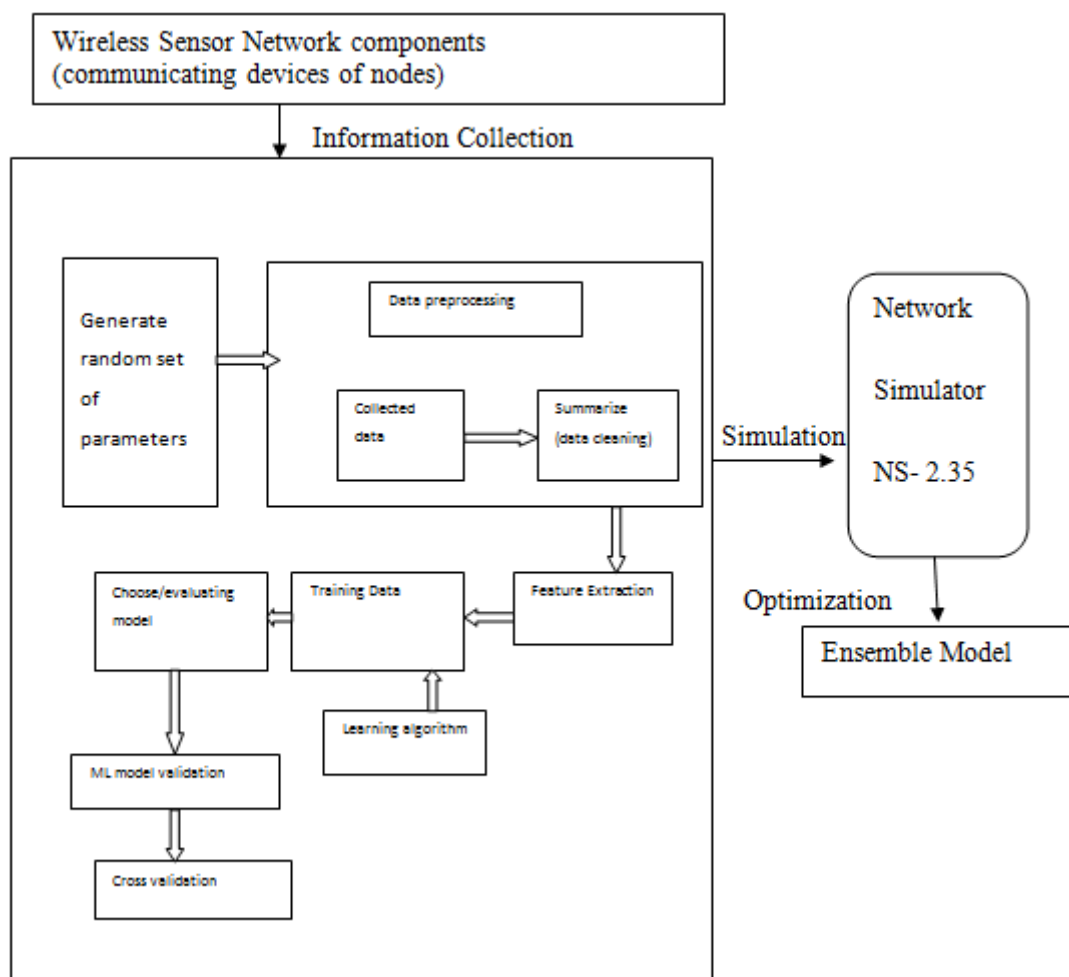 Wireless Sensor Network components
(communicating devices of nodes)
Information Collection
Generate
random set
of
parameters
Data preprocessing
Collected
data
Summarize
(data cleaning)
Simulation
Network
Simulator
NS- 2.35
Choose/evaluating
model
Training Data
Feature Extraction
Optimization
Ensemble Model
Learning algorithm
ML model validation
Cross validation